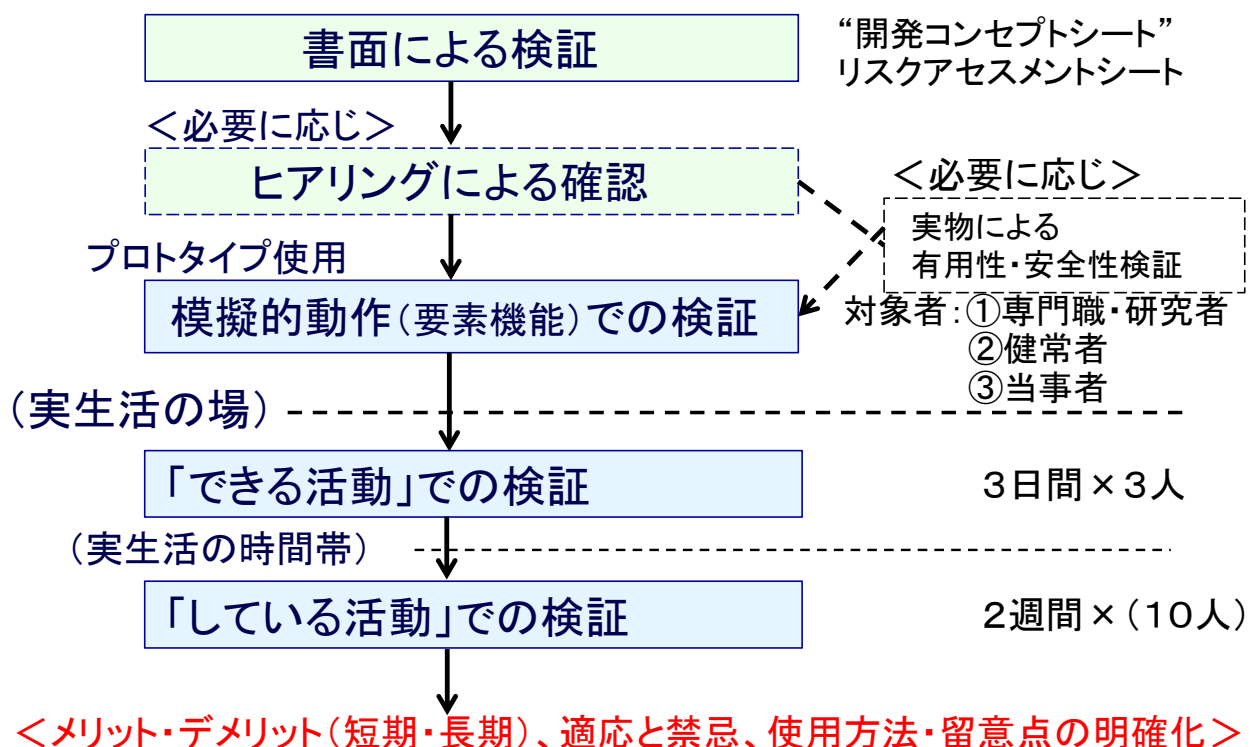 書面による検証
“開発コンセプトシート”
リスクアセスメントシート
＜必要に応じ＞
ヒアリングによる確認
＜必要に応じ＞
実物による
有用性・安全性検証
プロトタイプ使用
模擬的動作（要素機能）での検証
対象者：①専門職・研究者
②健常者
③当事者
（実生活の場）
「できる活動」での検証
３日間×３人
（実生活の時間帯）
「している活動」での検証
２週間×（１０人）
＜メリット・デメリット（短期・長期）、適応と禁忌、使用方法・留意点の明確化＞